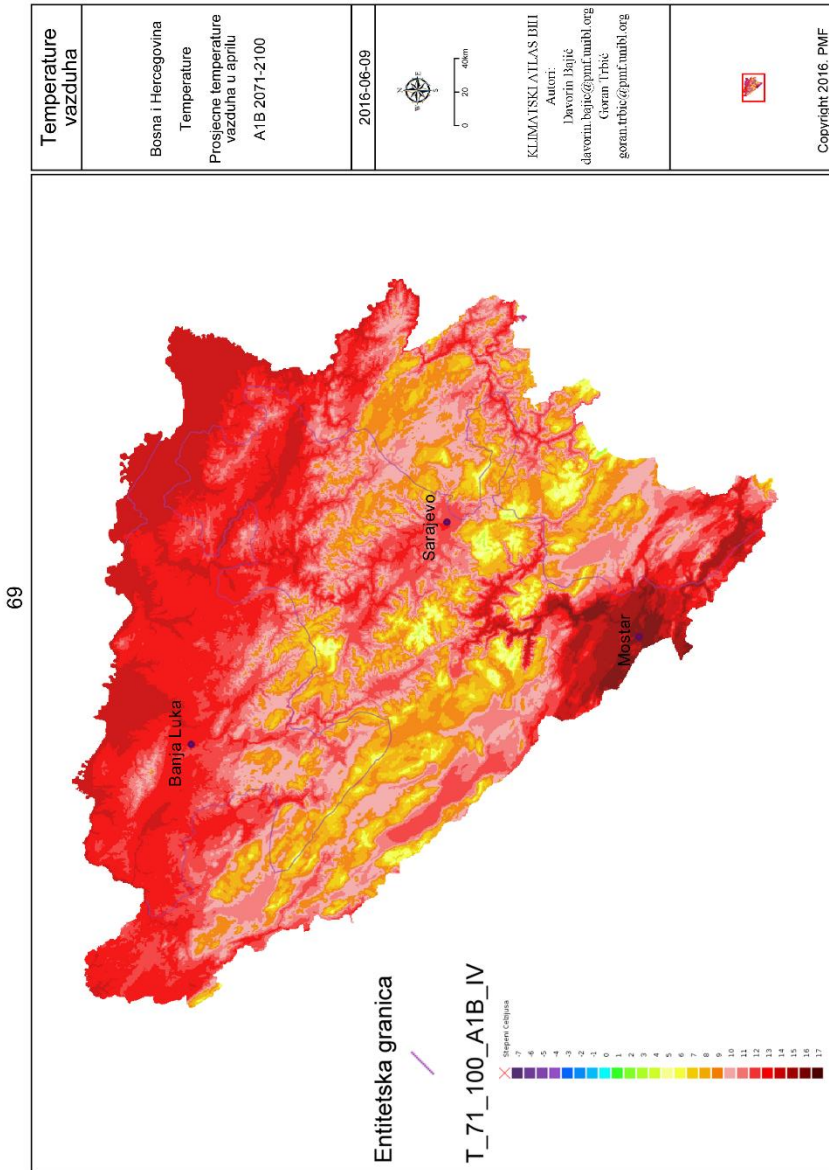 69
Banja Luka
Sarajevo
Mostar
Entitetska granica
T_71_100_A1B_IV
Stepeni Celzijusa
-7
-6
-5
-4
-3
-2
-1
0
1
2
3
4
5
6
7
8
9
10
11
12
13
14
15
16
17
Temperature
vazduha
Bosna i Hercegovina
Temperature
Prosjecne temperature
vazduha u aprilu
A1B 2071-2100
2016-06-09
N
W E
S
0 20 40km
KLIMATSKI ATLAS BIH
Autori:
Davorin Bajić
davorin.bajic@pmf.unibl.org
Goran Trbić
goran.trbic@pmf.unibl.org
Copyright 2016. PMF